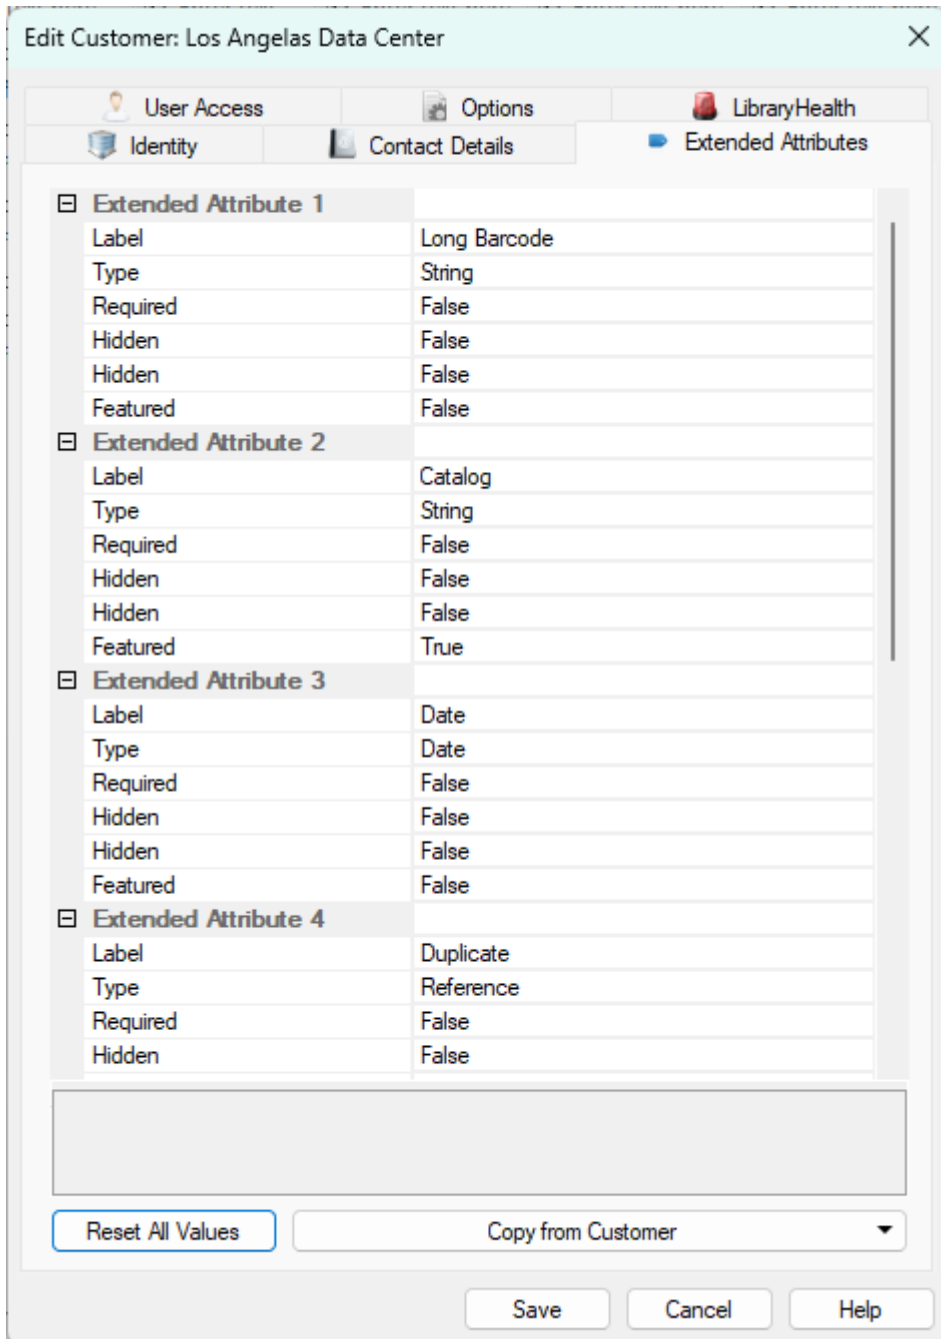 Edit Customer: Los Angelas Data Center
User Access Options LibraryHealth
Identity Contact Details Extended Attributes
Extended Attribute 1
Label Long Barcode
Type String
Required False
Hidden False
Hidden False
Featured False
Extended Attribute 2
Label Catalog
Type String
Required False
Hidden False
Hidden False
Featured True
Extended Attribute 3
Label Date
Type Date
Required False
Hidden False
Hidden False
Featured False
Extended Attribute 4
Label Duplicate
Type Reference
Required False
Hidden False
Reset All Values Copy from Customer
Save Cancel Help